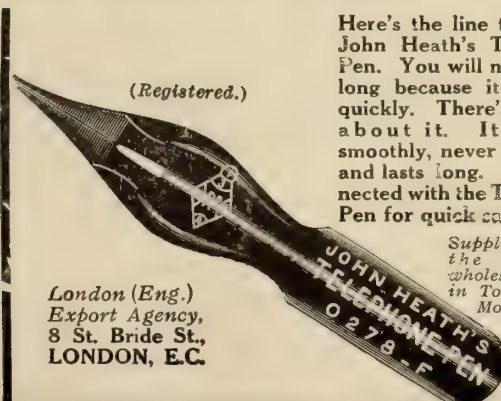 Here's the line t
John Heath's T
Pen. You will n
long because it
quickly. There'
about it. It
smoothly, never
and lasts long.
nected with the T
Pen for quick ca
(Registered.)
Suppl
the
wholes
in To
Mo
London (Eng.)
Export Agency,
8 St. Bride St.,
LONDON, E.C.
JOHN HEATH'S
TELEPHONE PEN
0278-F